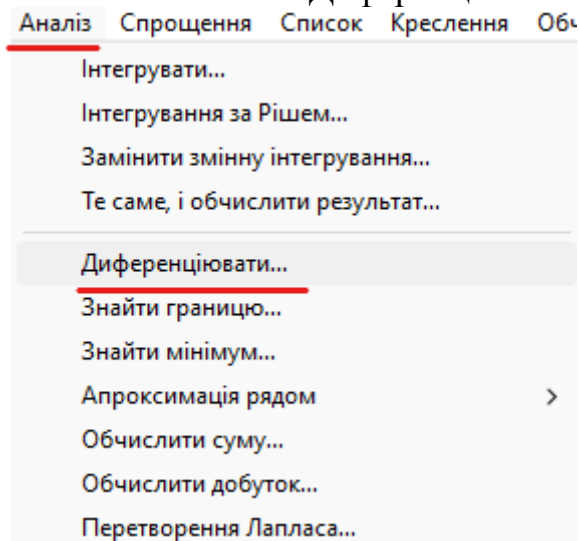 Аналіз Спрощення Список Креслення
Інтегрувати...
Інтегрування за Рішем...
Замінити змінну інтегрування...
Те саме, і обчислити результат...
Диференціювати...
Знайти границю...
Знайти мінімум...
Апроксимація рядом >
Обчислити суму...
Обчислити добуток...
Перетворення Лапласа...